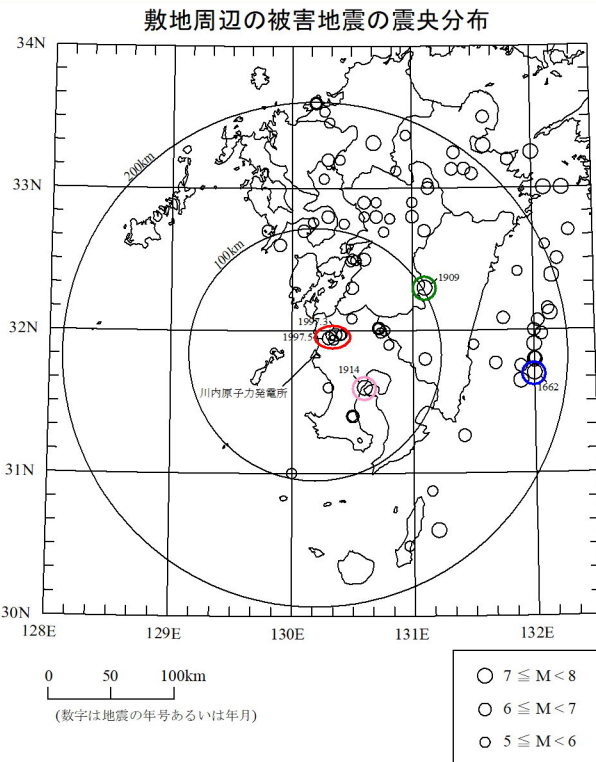 敷地周辺の被害地震の震央分布
34N
200km
33N
100km
1909
1997.3
32N
1997.5
1914
川内原子力発電所
1662
31N
30N
128E
129E
130E
131E
132E
0 50 100km
(数字は地震の年号あるいは年月)
7 ≦ M < 8
6 ≦ M < 7
5 ≦ M < 6